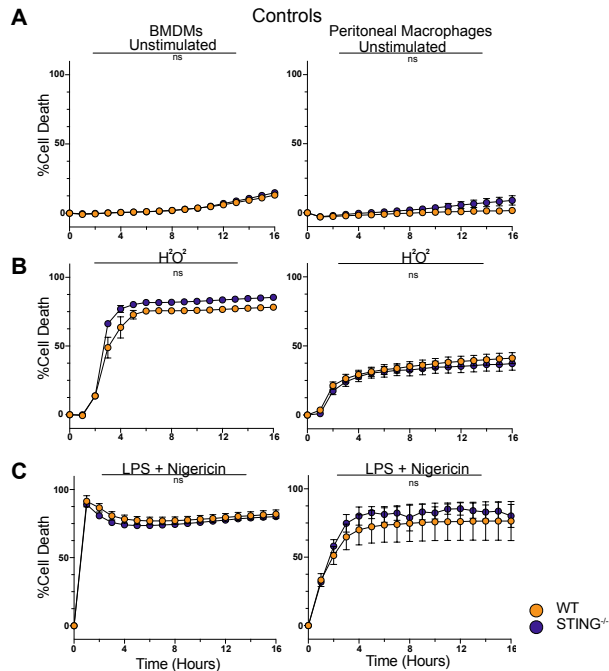 Controls
A
BMDMs
Unstimulated
ns
Peritoneal Macrophages
Unstimulated
ns
%Cell Death
100
50
0
0 4 8 12 16
100
50
0
0 4 8 12 16
B
H²O²
ns
H²O²
ns
%Cell Death
100
50
0
0 4 8 12 16
100
50
0
0 4 8 12 16
C
LPS + Nigericin
ns
LPS + Nigericin
ns
%Cell Death
100
50
0
0 4 8 12 16
Time (Hours)
100
50
0
0 4 8 12 16
Time (Hours)
WT
STING-/-